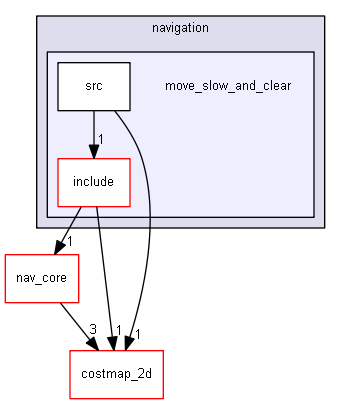 navigation
src
move_slow_and_clear
1
include
1
nav_core
3
1
1
costmap_2d